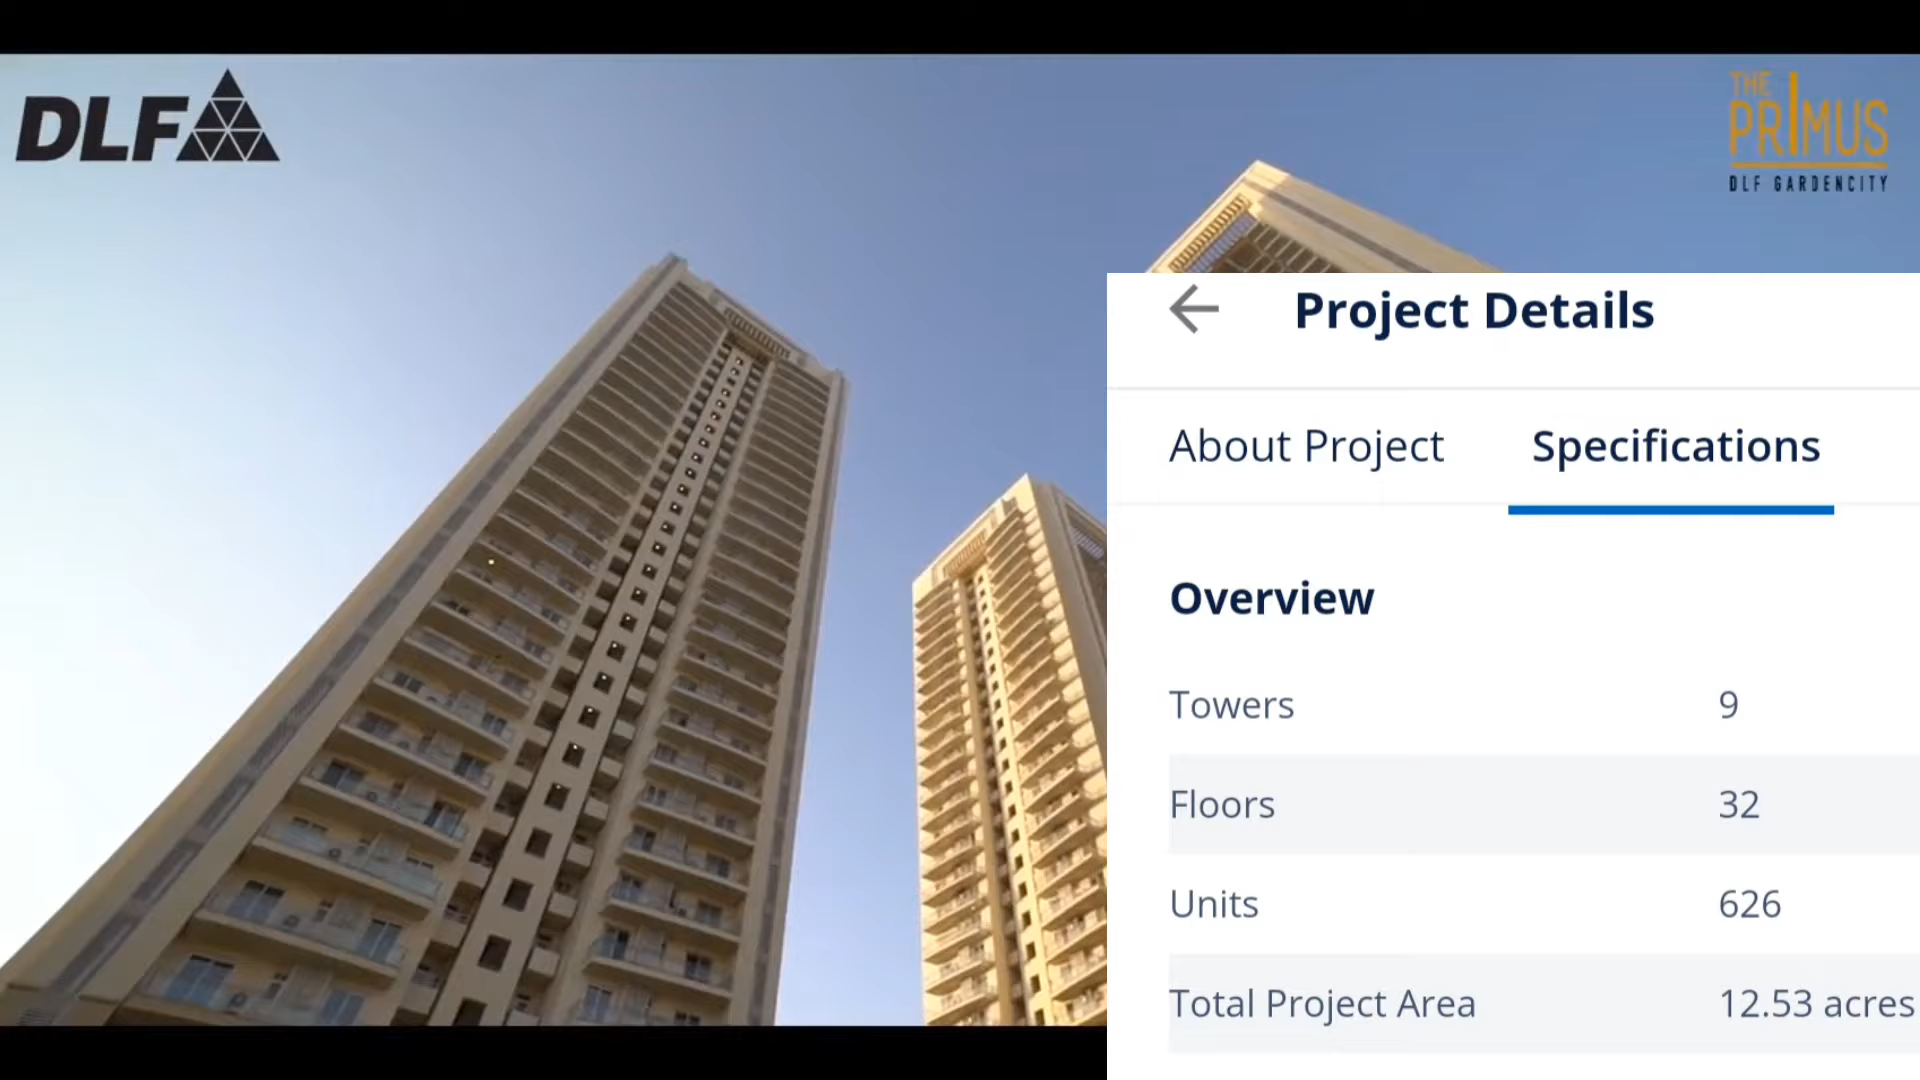 DLF
THE
PRIMUS
DLF GARDENCITY
Project Details
About Project Specifications
Overview
Towers 9
Floors 32
Units 626
Total Project Area 12.53 acres